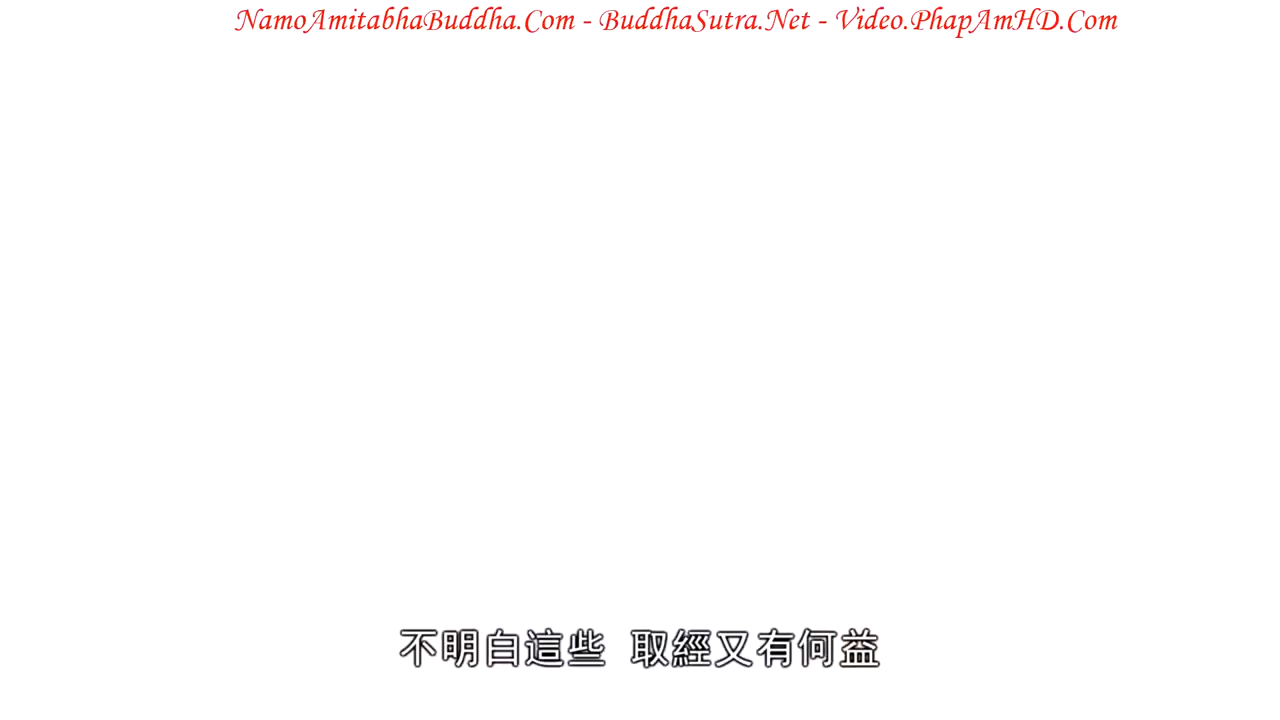 NamoAmitabhaBuddha.Com - BuddhaSutra.Net - Video.PhapAmHD.Com
不明白這些 取經又有何益